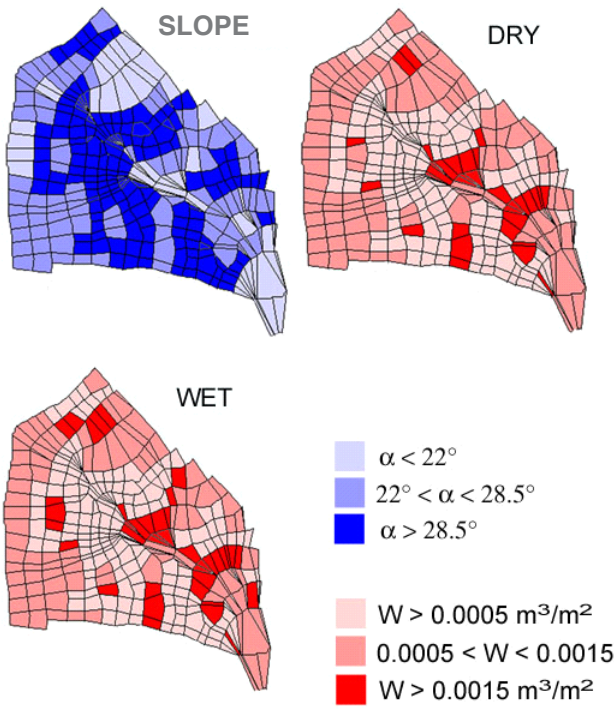 SLOPE
DRY
WET
α < 22°
22° < α < 28.5°
α > 28.5°
W > 0.0005 m³/m²
0.0005 < W < 0.0015
W > 0.0015 m³/m²